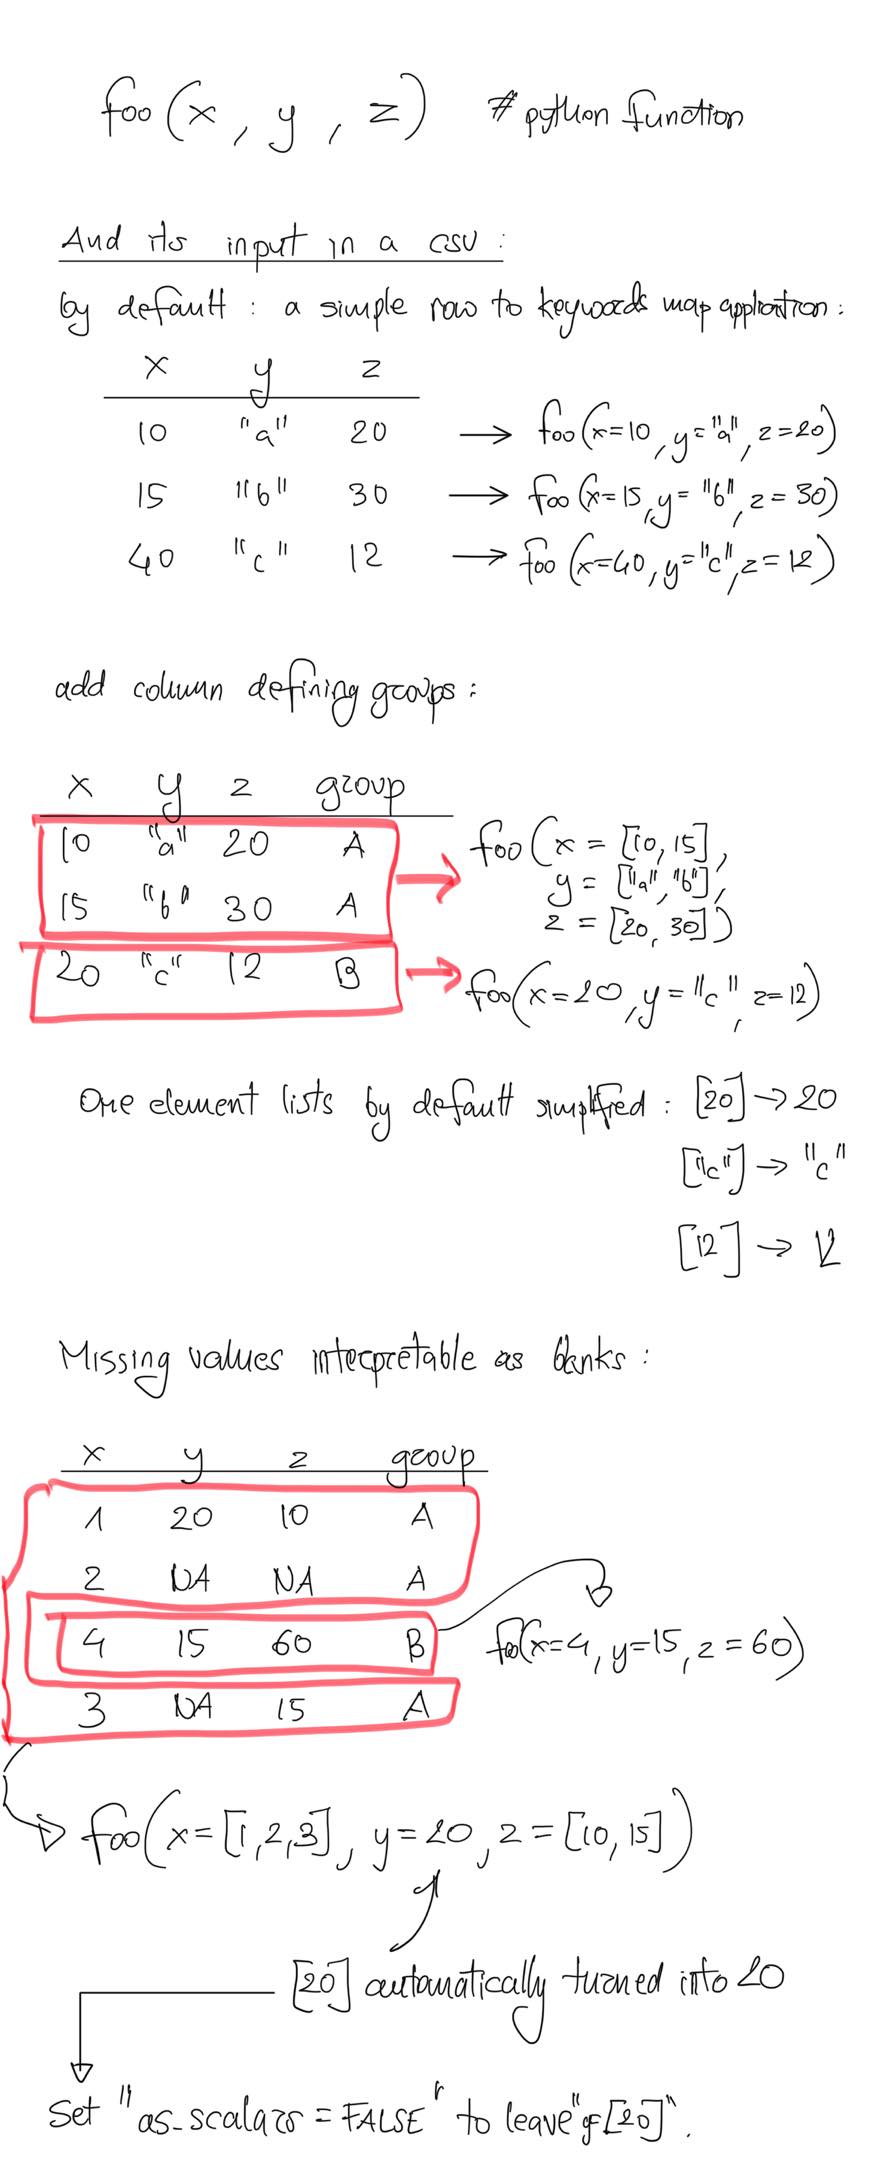 foo(x, y, z) # python function
And its input in a csv :
by default : a simple row to keywords map application :
x y z
10 "a" 20 → foo(x=10, y="a", z=20)
15 "b" 30 → foo(x=15, y="b", z=30)
40 "c" 12 → foo(x=40, y="c", z=12)
add column defining groups :
x y z group
10 "a" 20 A → foo(x = [10, 15],
y = ["a", "b"],
15 "b" 30 A z = [20, 30])
20 "c" 12 B → foo(x=20, y="c", z=12)
One element lists by default simplified : [20] → 20
["c"] → "c"
[12] → 12
Missing values interpretable as blanks :
x y z group
1 20 10 A
2 NA NA A
4 15 60 B foo(x=4, y=15, z=60)
3 NA 15 A
foo(x=[1,2,3], y=20, z=[10, 15])
[20] automatically turned into 20
Set "as_scalars = FALSE" to leave "y=[20]".